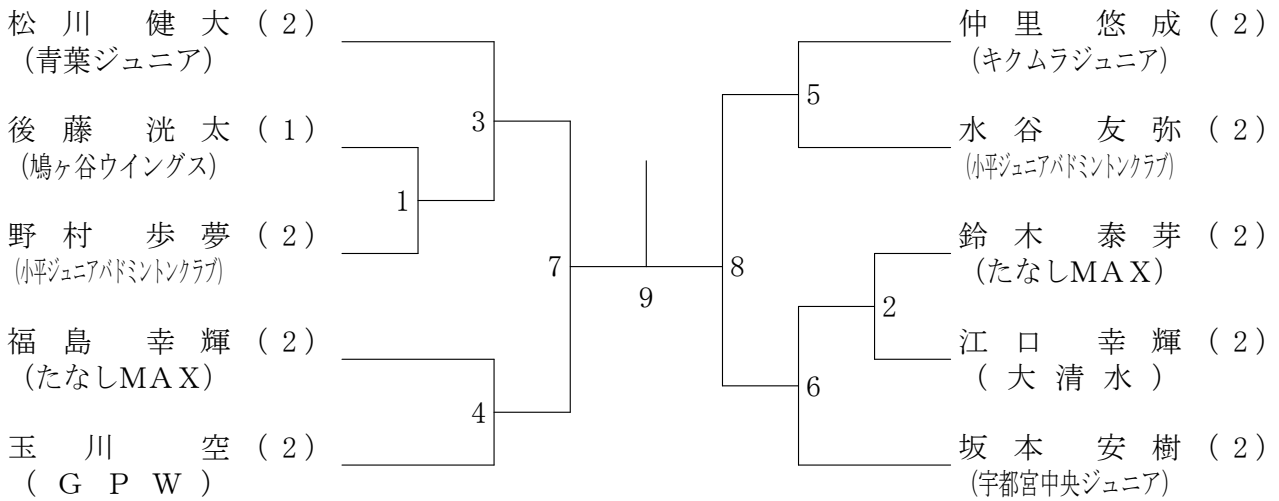 松川 健大 (2)
(青葉ジュニア)
後藤 洸太 (1)
(鳩ヶ谷ウイングス)
野村 歩夢 (2)
(小平ジュニアバドミントンクラブ)
福島 幸輝 (2)
(たなしMAX)
玉川 空 (2)
(GPW)
3
1
7
4
9
仲里 悠成 (2)
(キクムラジュニア)
水谷 友弥 (2)
(小平ジュニアバドミントンクラブ)
鈴木 泰芽 (2)
(たなしMAX)
江口 幸輝 (2)
(大清水)
坂本 安樹 (2)
(宇都宮中央ジュニア)
5
8
2
6